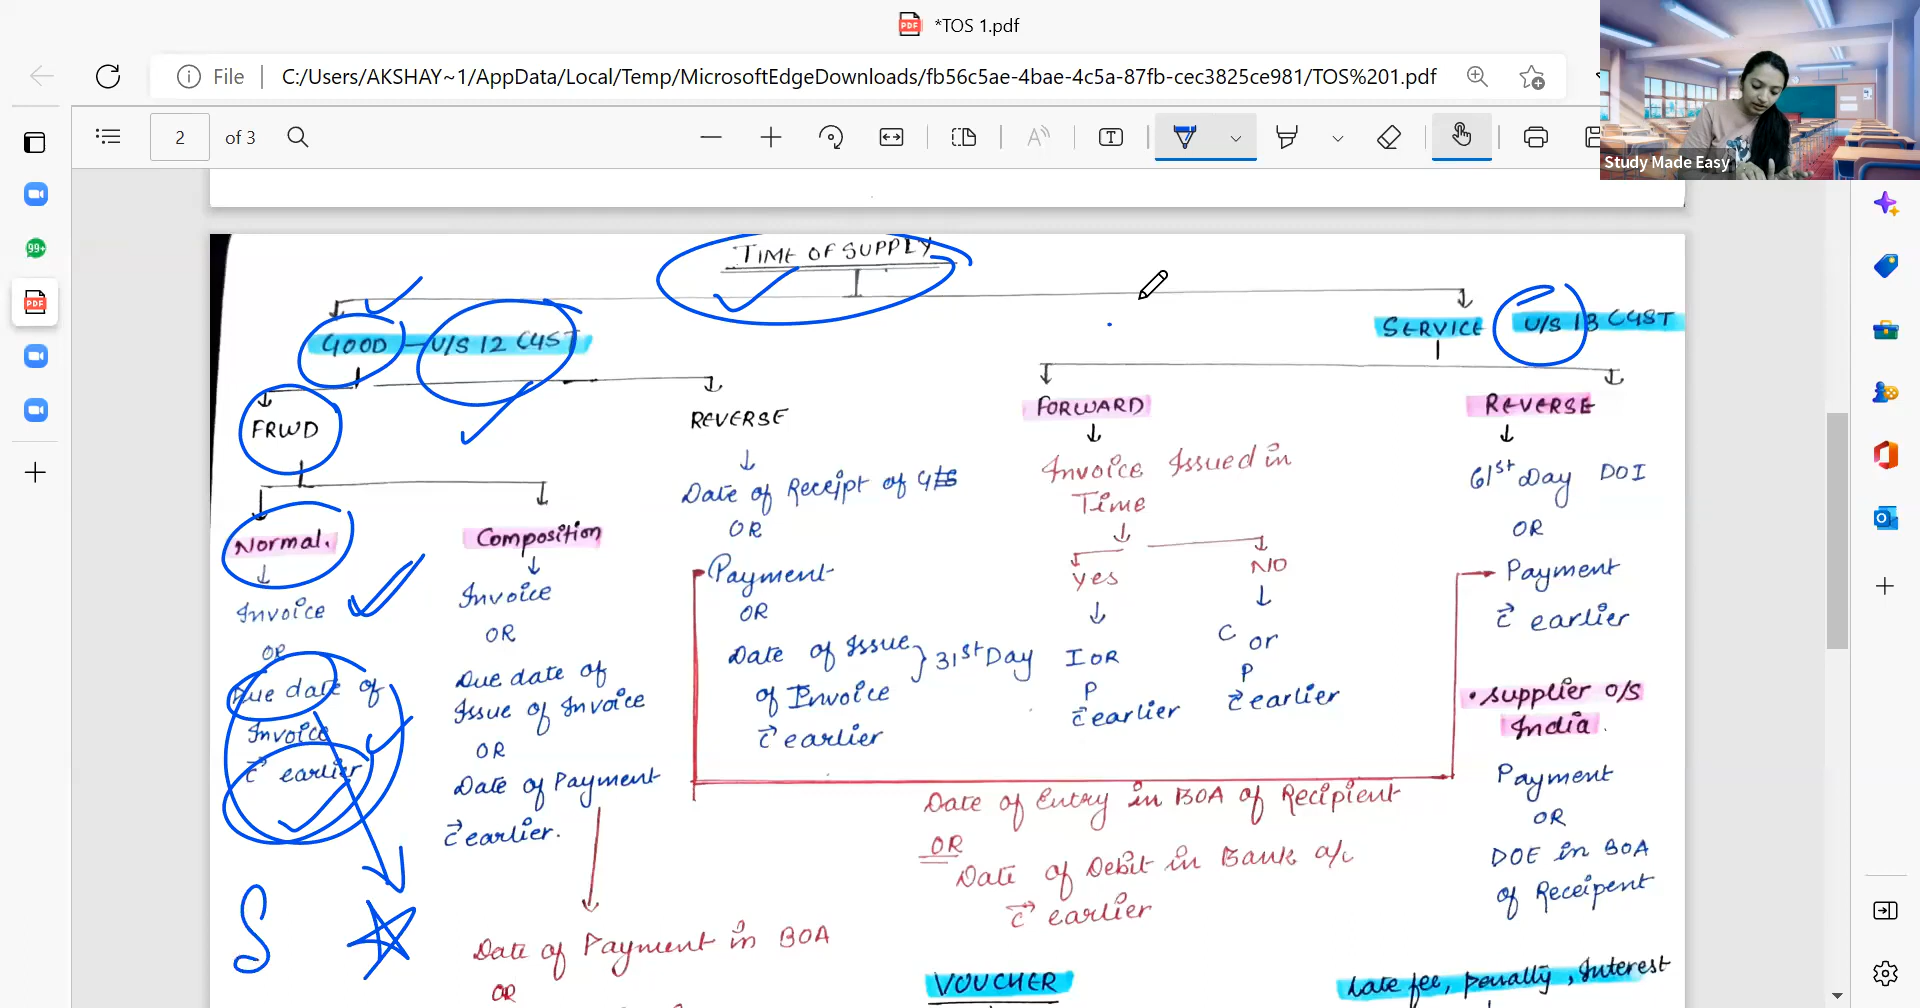 *TOS 1.pdf
File
C:/Users/AKSHAY~1/AppData/Local/Temp/MicrosoftEdgeDownloads/fb56c5ae-4bae-4c5a-87fb-cec3825ce981/TOS%201.pdf
2 of 3
Study Made Easy
99+
PDF
TIME OF SUPPLY
GOOD - U/S 12 CGST
FRWD
REVERSE
Normal.
Invoice
OR
Due date of
Invoice
c⃗ earlier
Composition
Invoice
OR
Due date of
Issue of Invoice
OR
Date of Payment
c⃗ earlier.
Date of Payment in BOA
OR
Date of Receipt of
OR
Payment
OR
Date of Issue
of Invoice } 31st Day
c⃗ earlier
SERVICE U/S 13 CGST
FORWARD
Invoice Issued in
Time
Yes
I OR
P
c⃗ earlier
NO
C or
P
c⃗ earlier
REVERSE
61st Day DOI
OR
Payment
c⃗ earlier
• Supplier o/s
India.
Payment
OR
DOE in BOA
of Receipent
Date of Entry in BOA of Recipient
OR
Date of Debit in Bank a/c
c⃗ earlier
VOUCHER
Late fee, penalty, Interest